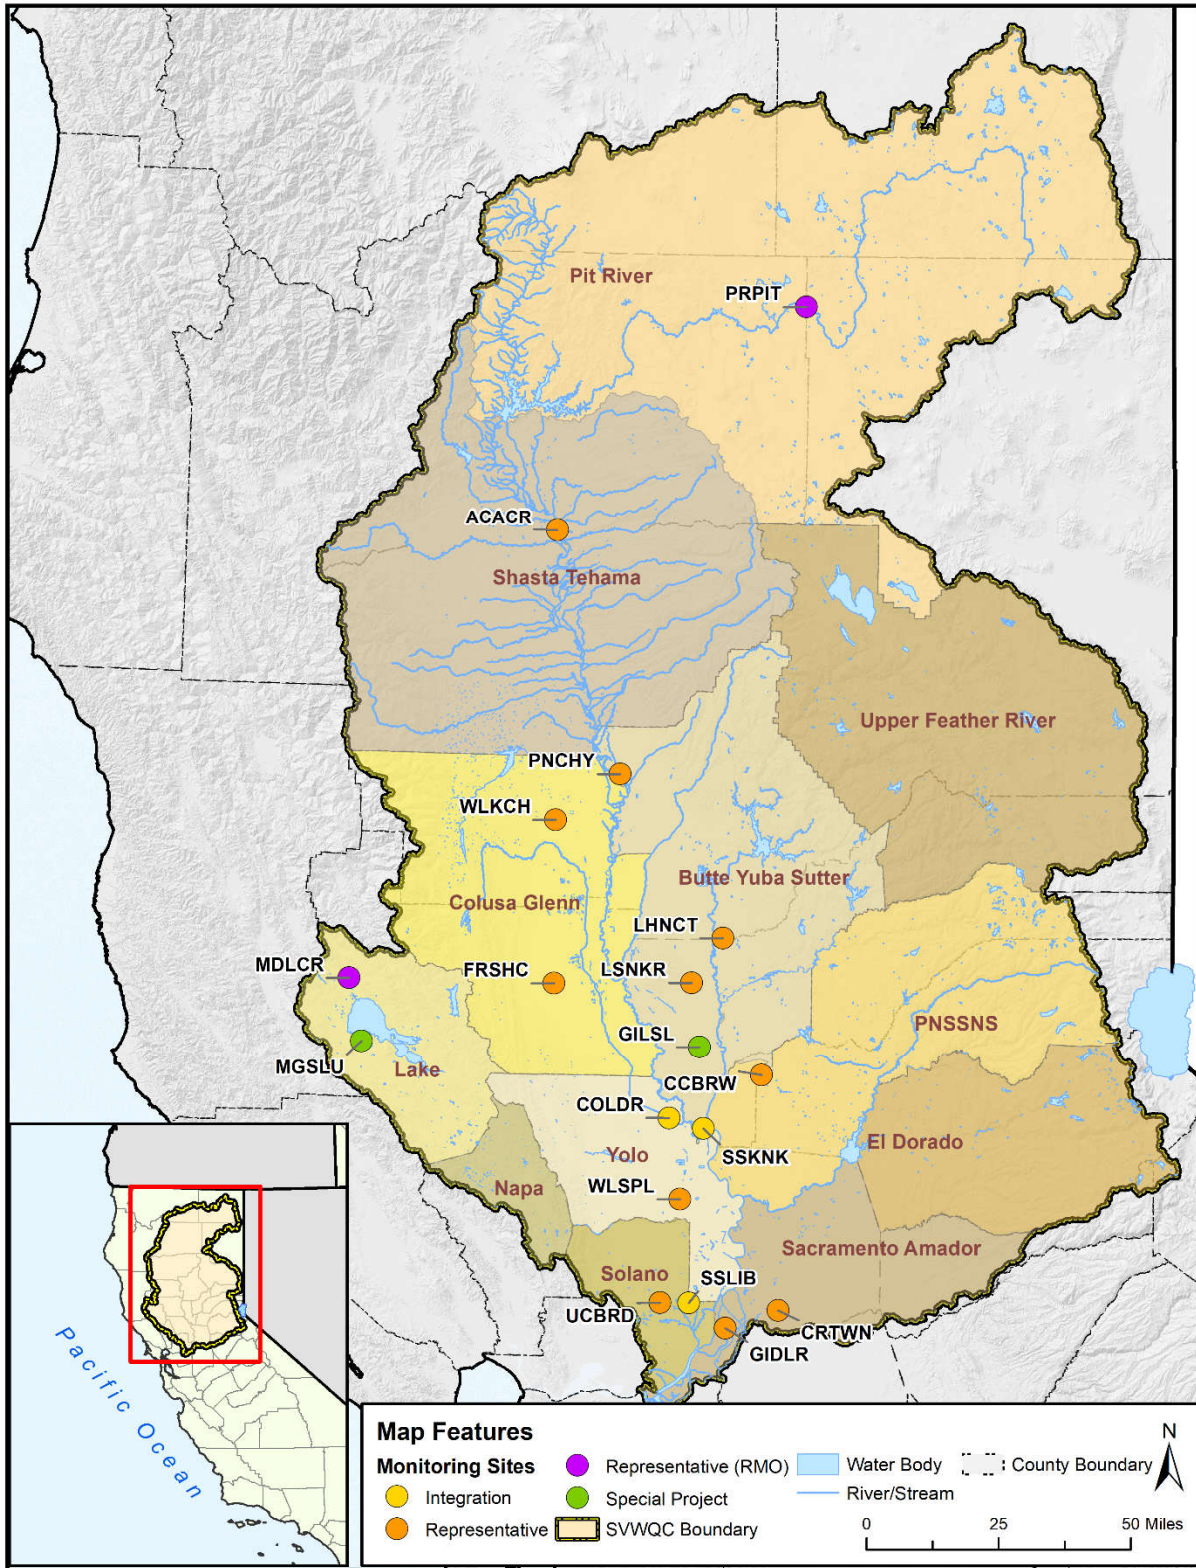 Pit River
PRPIT
ACACR
Shasta Tehama
Upper Feather River
PNCHY
WLKCH
Butte Yuba Sutter
Colusa Glenn
LHNCT
MDLCR
FRSHC
LSNKR
PNSSNS
GILSL
MGSLU
Lake
CCBRW
COLDR
El Dorado
SSKNK
Yolo
Napa
WLSPL
Sacramento Amador
Solano
SSLIB
UCBRD
CRTWN
GIDLR
Pacific Ocean
Map Features
Monitoring Sites
Integration
Representative
Representative (RMO)
Special Project
SVWQC Boundary
Water Body
River/Stream
County Boundary
N
0 25 50 Miles